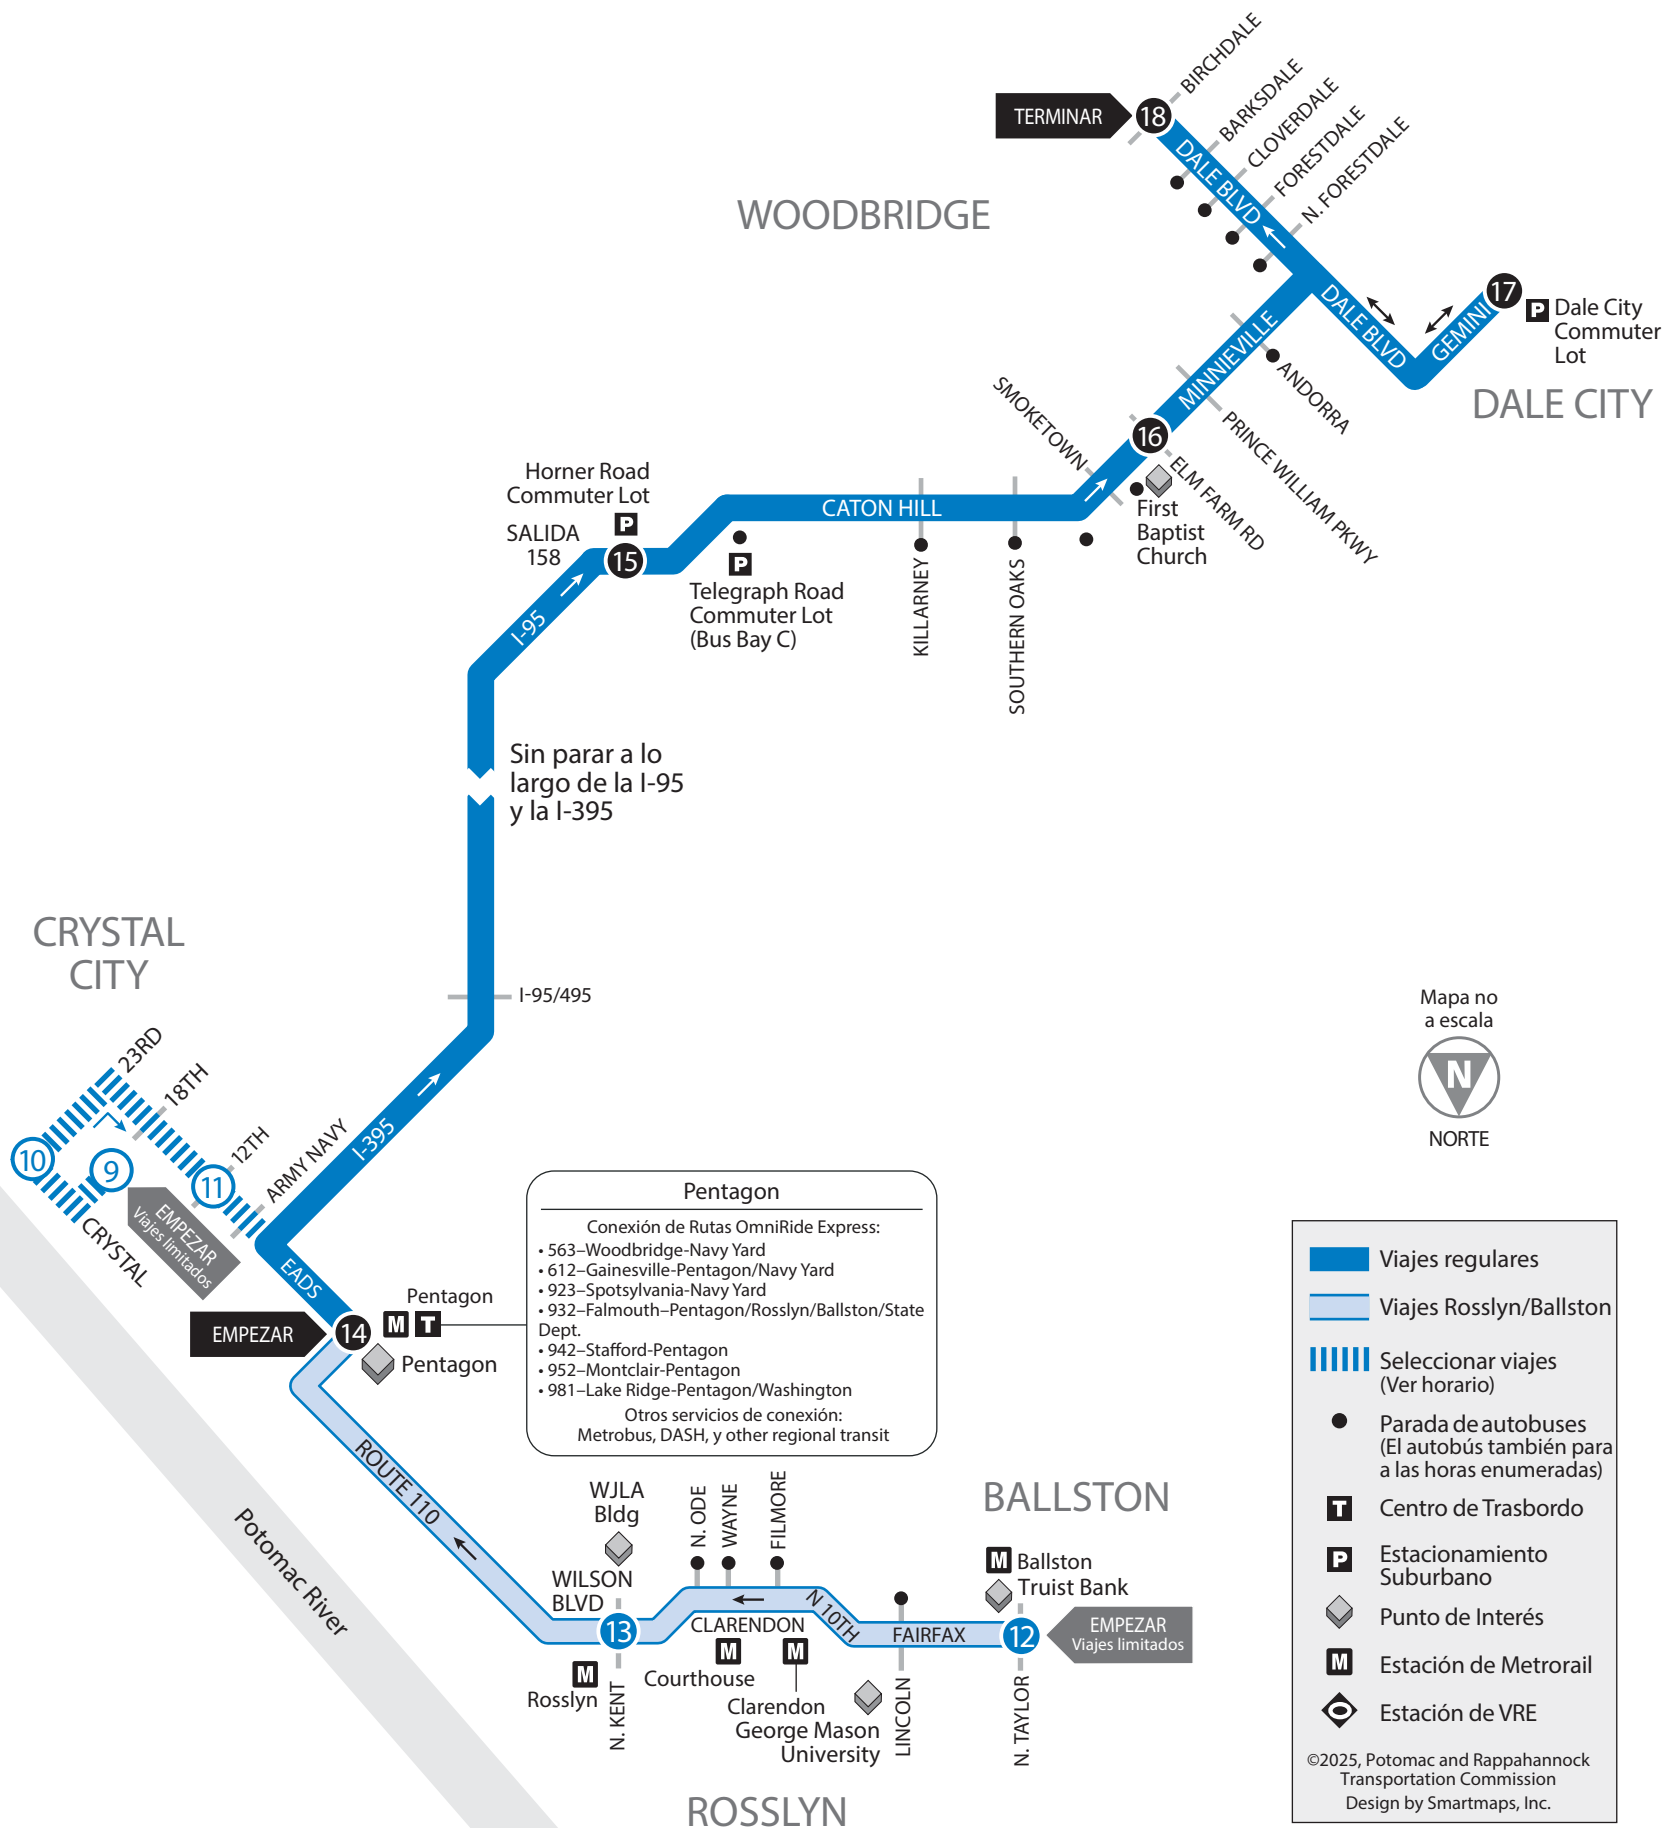 BIRCHDALE
BARKSDALE
CLOVERDALE
FORESTDALE
N. FORESTDALE
TERMINAR
18
DALE BLVD
WOODBRIDGE
DALE BLVD
GEMINI
17
P
Dale City
Commuter
Lot
DALE CITY
MINNIEVILLE
ANDORRA
PRINCE WILLIAM PKWY
SMOKETOWN
16
ELM FARM RD
First
Baptist
Church
Horner Road
Commuter Lot
P
SALIDA
158
15
CATON HILL
P
Telegraph Road
Commuter Lot
(Bus Bay C)
KILLARNEY
SOUTHERN OAKS
I-95
Sin parar a lo
largo de la I-95
y la I-395
CRYSTAL
CITY
I-95/495
Mapa no
a escala
N
NORTE
23RD
18TH
12TH
ARMY NAVY
I-395
10
9
11
CRYSTAL
EMPEZAR
Viajes limitados
EADS
EMPEZAR
14
Pentagon
M
T
Pentagon
Pentagon
Conexión de Rutas OmniRide Express:
• 563–Woodbridge-Navy Yard
• 612–Gainesville-Pentagon/Navy Yard
• 923–Spotsylvania-Navy Yard
• 932–Falmouth–Pentagon/Rosslyn/Ballston/State
Dept.
• 942–Stafford-Pentagon
• 952–Montclair-Pentagon
• 981–Lake Ridge-Pentagon/Washington
Otros servicios de conexión:
Metrobus, DASH, y other regional transit
ROUTE 110
Potomac River
WJLA
Bldg
WILSON
BLVD
13
M
Rosslyn
N. KENT
N. ODE
WAYNE
FILMORE
CLARENDON
M
Courthouse
M
Clarendon
George Mason
University
N 10TH
FAIRFAX
LINCOLN
BALLSTON
M
Ballston
Truist Bank
12
EMPEZAR
Viajes limitados
N. TAYLOR
ROSSLYN
Viajes regulares
Viajes Rosslyn/Ballston
Seleccionar viajes
(Ver horario)
Parada de autobuses
(El autobús también para
a las horas enumeradas)
T
Centro de Trasbordo
P
Estacionamiento
Suburbano
Punto de Interés
M
Estación de Metrorail
Estación de VRE
©2025, Potomac and Rappahannock
Transportation Commission
Design by Smartmaps, Inc.